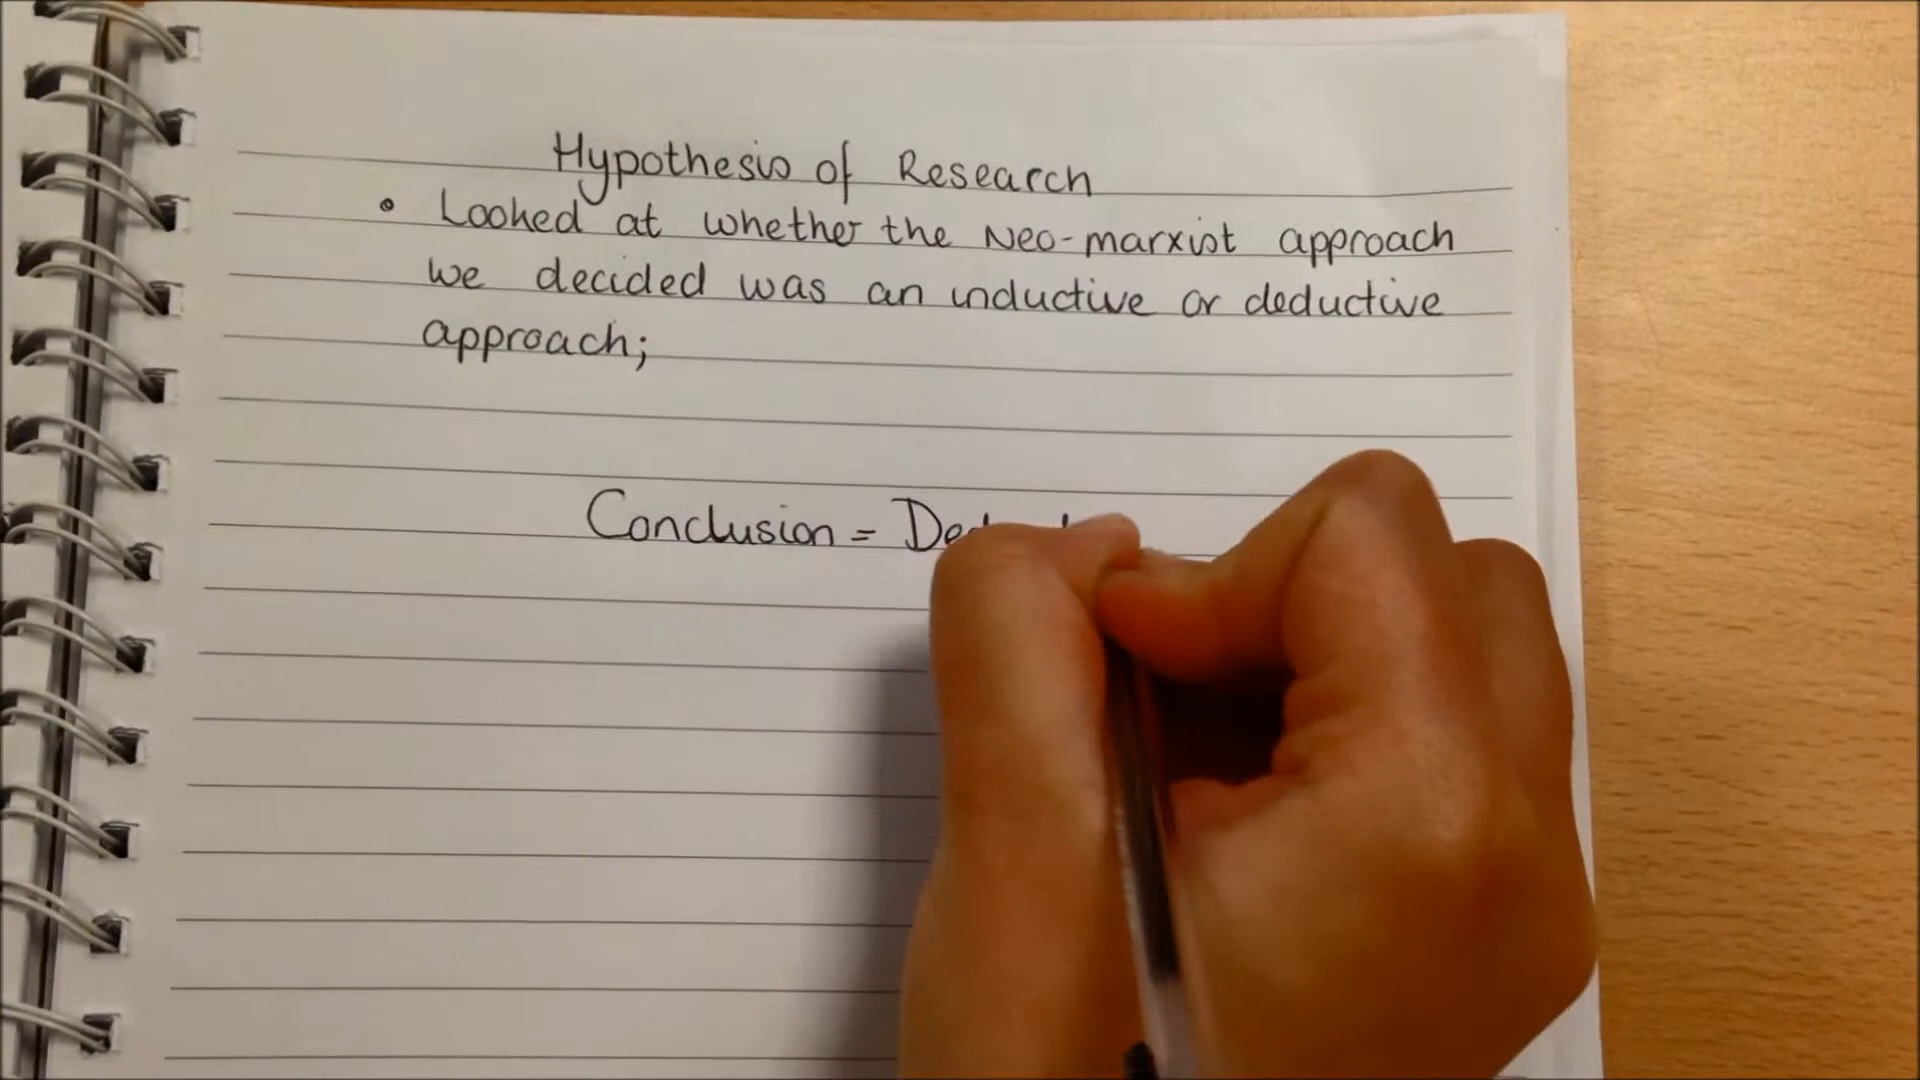 Hypothesis of Research
• Looked at whether the Neo-marxist approach
we decided was an inductive or deductive
approach;
Conclusion =